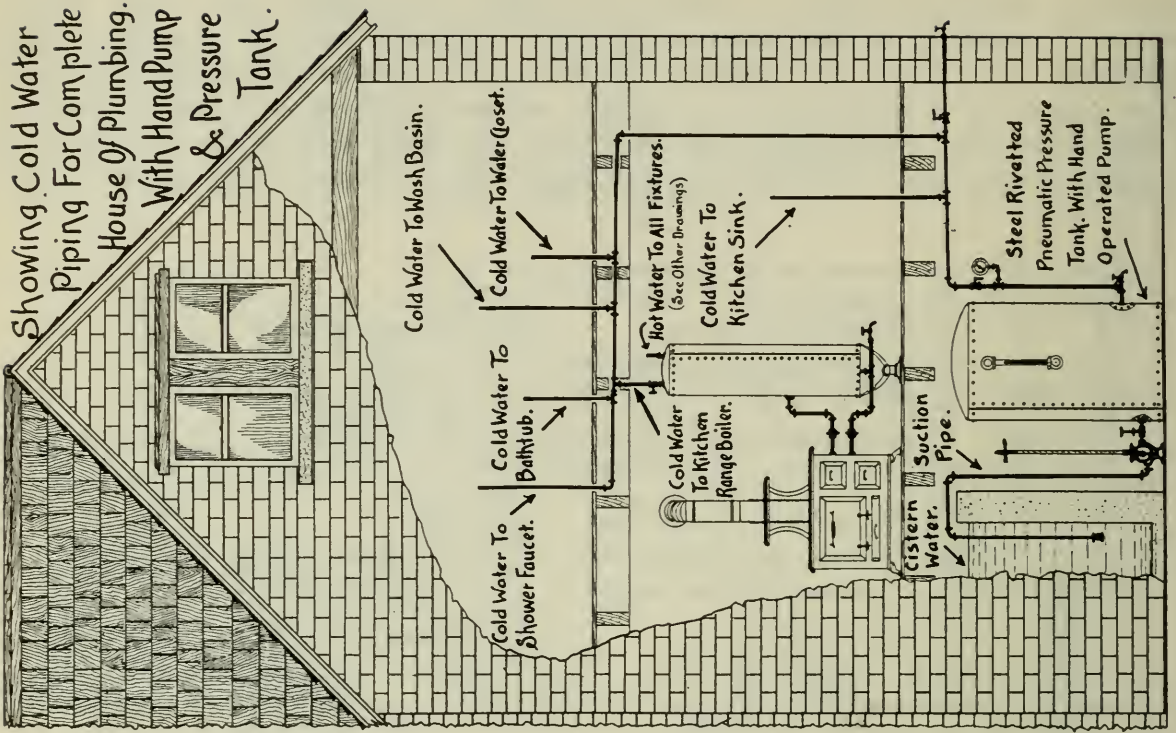 Showing Cold Water
Piping For Complete
House Of Plumbing.
With Hand Pump
& Pressure
Tank.
Cold Water To Wash Basin.
Cold Water To Water Closet.
Cold Water To
Bathtub.
Cold Water To
Shower Faucet.
Hot Water To All Fixtures.
(See Other Drawings)
Cold Water To
Kitchen Sink.
Cold Water
To Kitchen
Range Boiler.
Suction
Pipe.
Cistern
Water.
Steel Rivetted
Pneumatic Pressure
Tank. With Hand
Operated Pump.